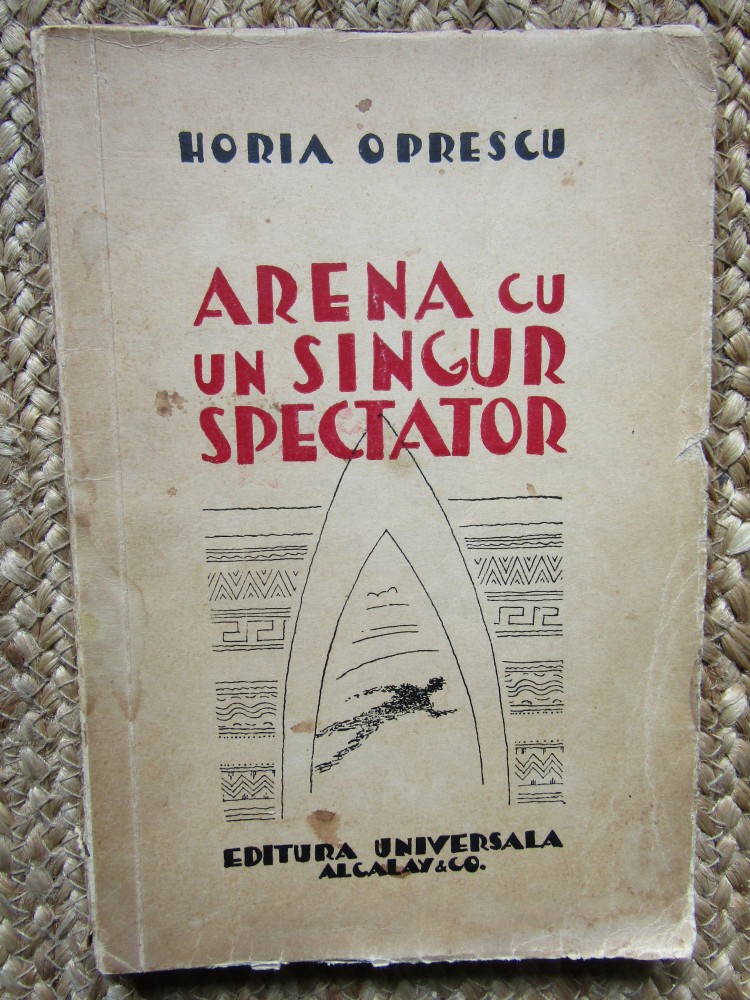 HORIA OPRESCU
ARENA CU
UN SINGUR
SPECTATOR
EDITURA UNIVERSALA
ALCALAY & CO.